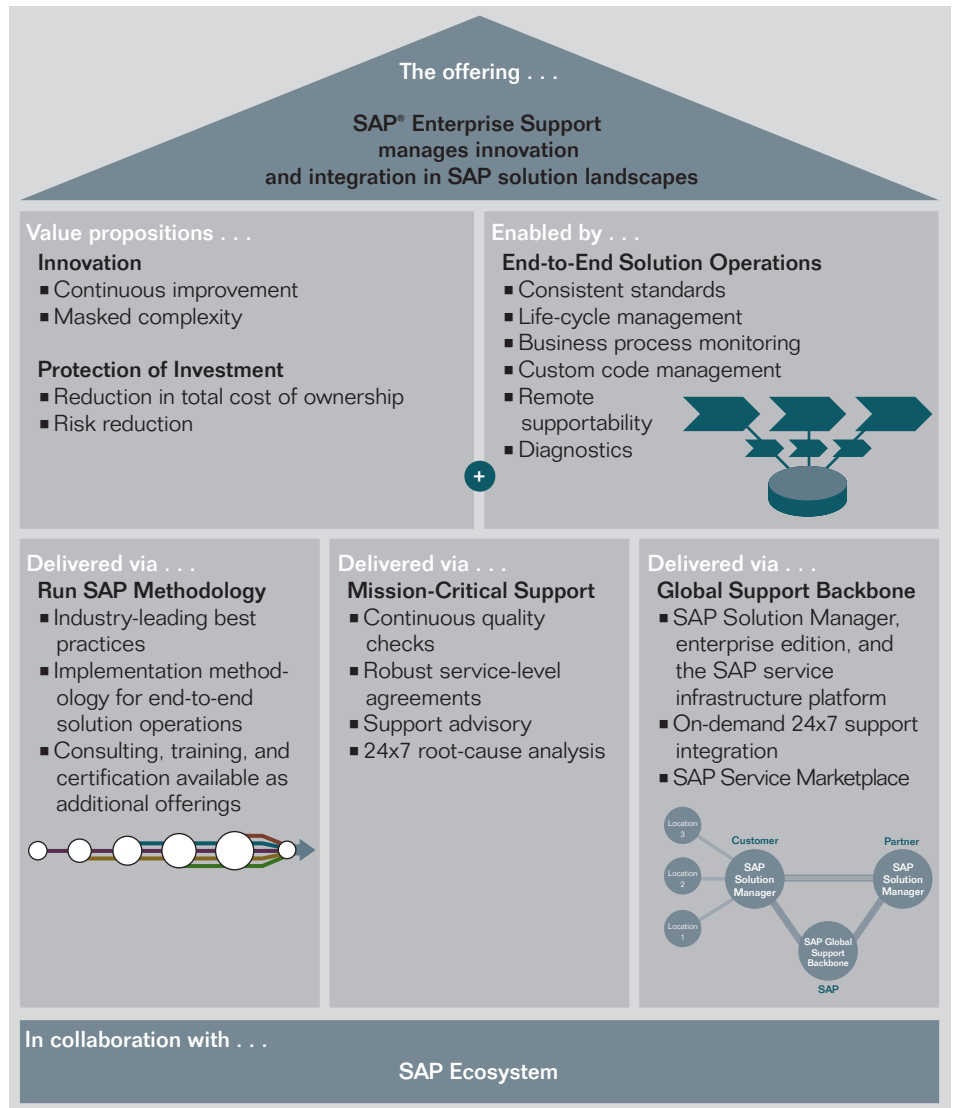 The offering . . .
SAP® Enterprise Support
manages innovation
and integration in SAP solution landscapes
Value propositions . . .
Innovation
▪ Continuous improvement
▪ Masked complexity
Protection of Investment
▪ Reduction in total cost of ownership
▪ Risk reduction
+
Enabled by . . .
End-to-End Solution Operations
▪ Consistent standards
▪ Life-cycle management
▪ Business process monitoring
▪ Custom code management
▪ Remote
supportability
▪ Diagnostics
Delivered via . . .
Run SAP Methodology
▪ Industry-leading best
practices
▪ Implementation method-
ology for end-to-end
solution operations
▪ Consulting, training, and
certification available as
additional offerings
Delivered via . . .
Mission-Critical Support
▪ Continuous quality
checks
▪ Robust service-level
agreements
▪ Support advisory
▪ 24x7 root-cause analysis
Delivered via . . .
Global Support Backbone
▪ SAP Solution Manager,
enterprise edition, and
the SAP service
infrastructure platform
▪ On-demand 24x7 support
integration
▪ SAP Service Marketplace
Location
3
Location
2
Location
1
Customer
SAP
Solution
Manager
Partner
SAP
Solution
Manager
SAP Global
Support
Backbone
SAP
In collaboration with . . .
SAP Ecosystem